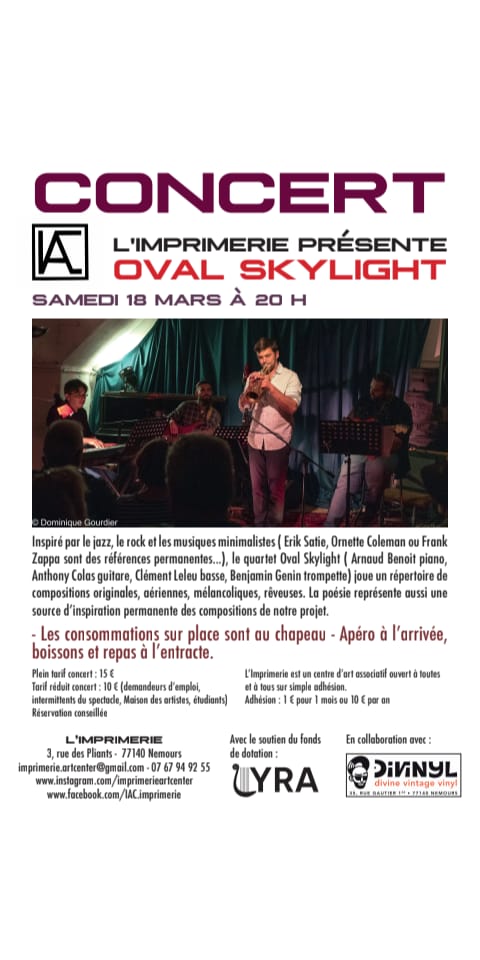 CONCERT
IAC
L'IMPRIMERIE PRÉSENTE
OVAL SKYLIGHT
SAMEDI 18 MARS À 20 H
© Dominique Gourdier
Inspiré par le jazz, le rock et les musiques minimalistes ( Erik Satie, Ornette Coleman ou Frank
Zappa sont des références permanentes...), le quartet Oval Skylight ( Arnaud Benoit piano,
Anthony Colas guitare, Clément Leleu basse, Benjamin Genin trompette) joue un répertoire de
compositions originales, aériennes, mélancoliques, rêveuses. La poésie représente aussi une
source d'inspiration permanente des compositions de notre projet.
- Les consommations sur place sont au chapeau - Apéro à l'arrivée,
boissons et repas à l'entracte.
Plein tarif concert : 15 €
Tarif réduit concert : 10 € (demandeurs d'emploi,
intermittents du spectacle, Maison des artistes, étudiants)
Réservation conseillée
L'Imprimerie est un centre d'art associatif ouvert à toutes
et à tous sur simple adhésion.
Adhésion : 1 € pour 1 mois ou 10 € par an
L'IMPRIMERIE
3, rue des Pliants - 77140 Nemours
imprimerie.artcenter@gmail.com - 07 67 94 92 55
www.instagram.com/imprimerieartcenter
www.facebook.com/IAC.imprimerie
Avec le soutien du fonds
de dotation :
LYRA
En collaboration avec :
DiViNYL
divine vintage vinyl
35, RUE GAUTIER 1ER • 77140 NEMOURS